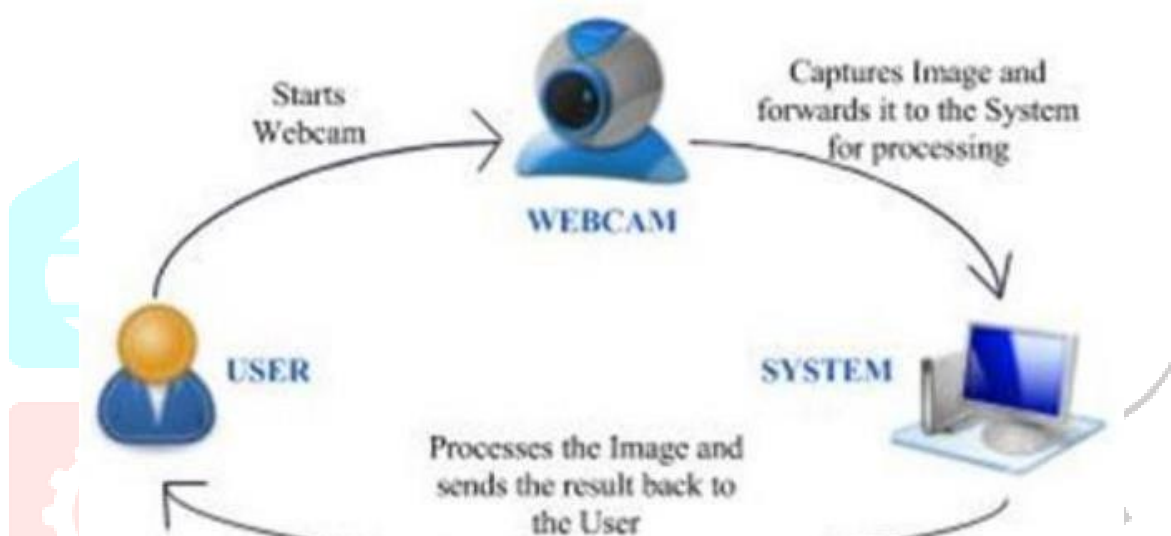 Starts
Webcam
Captures Image and
forwards it to the System
for processing
WEBCAM
USER
SYSTEM
Processes the Image and
sends the result back to
the User